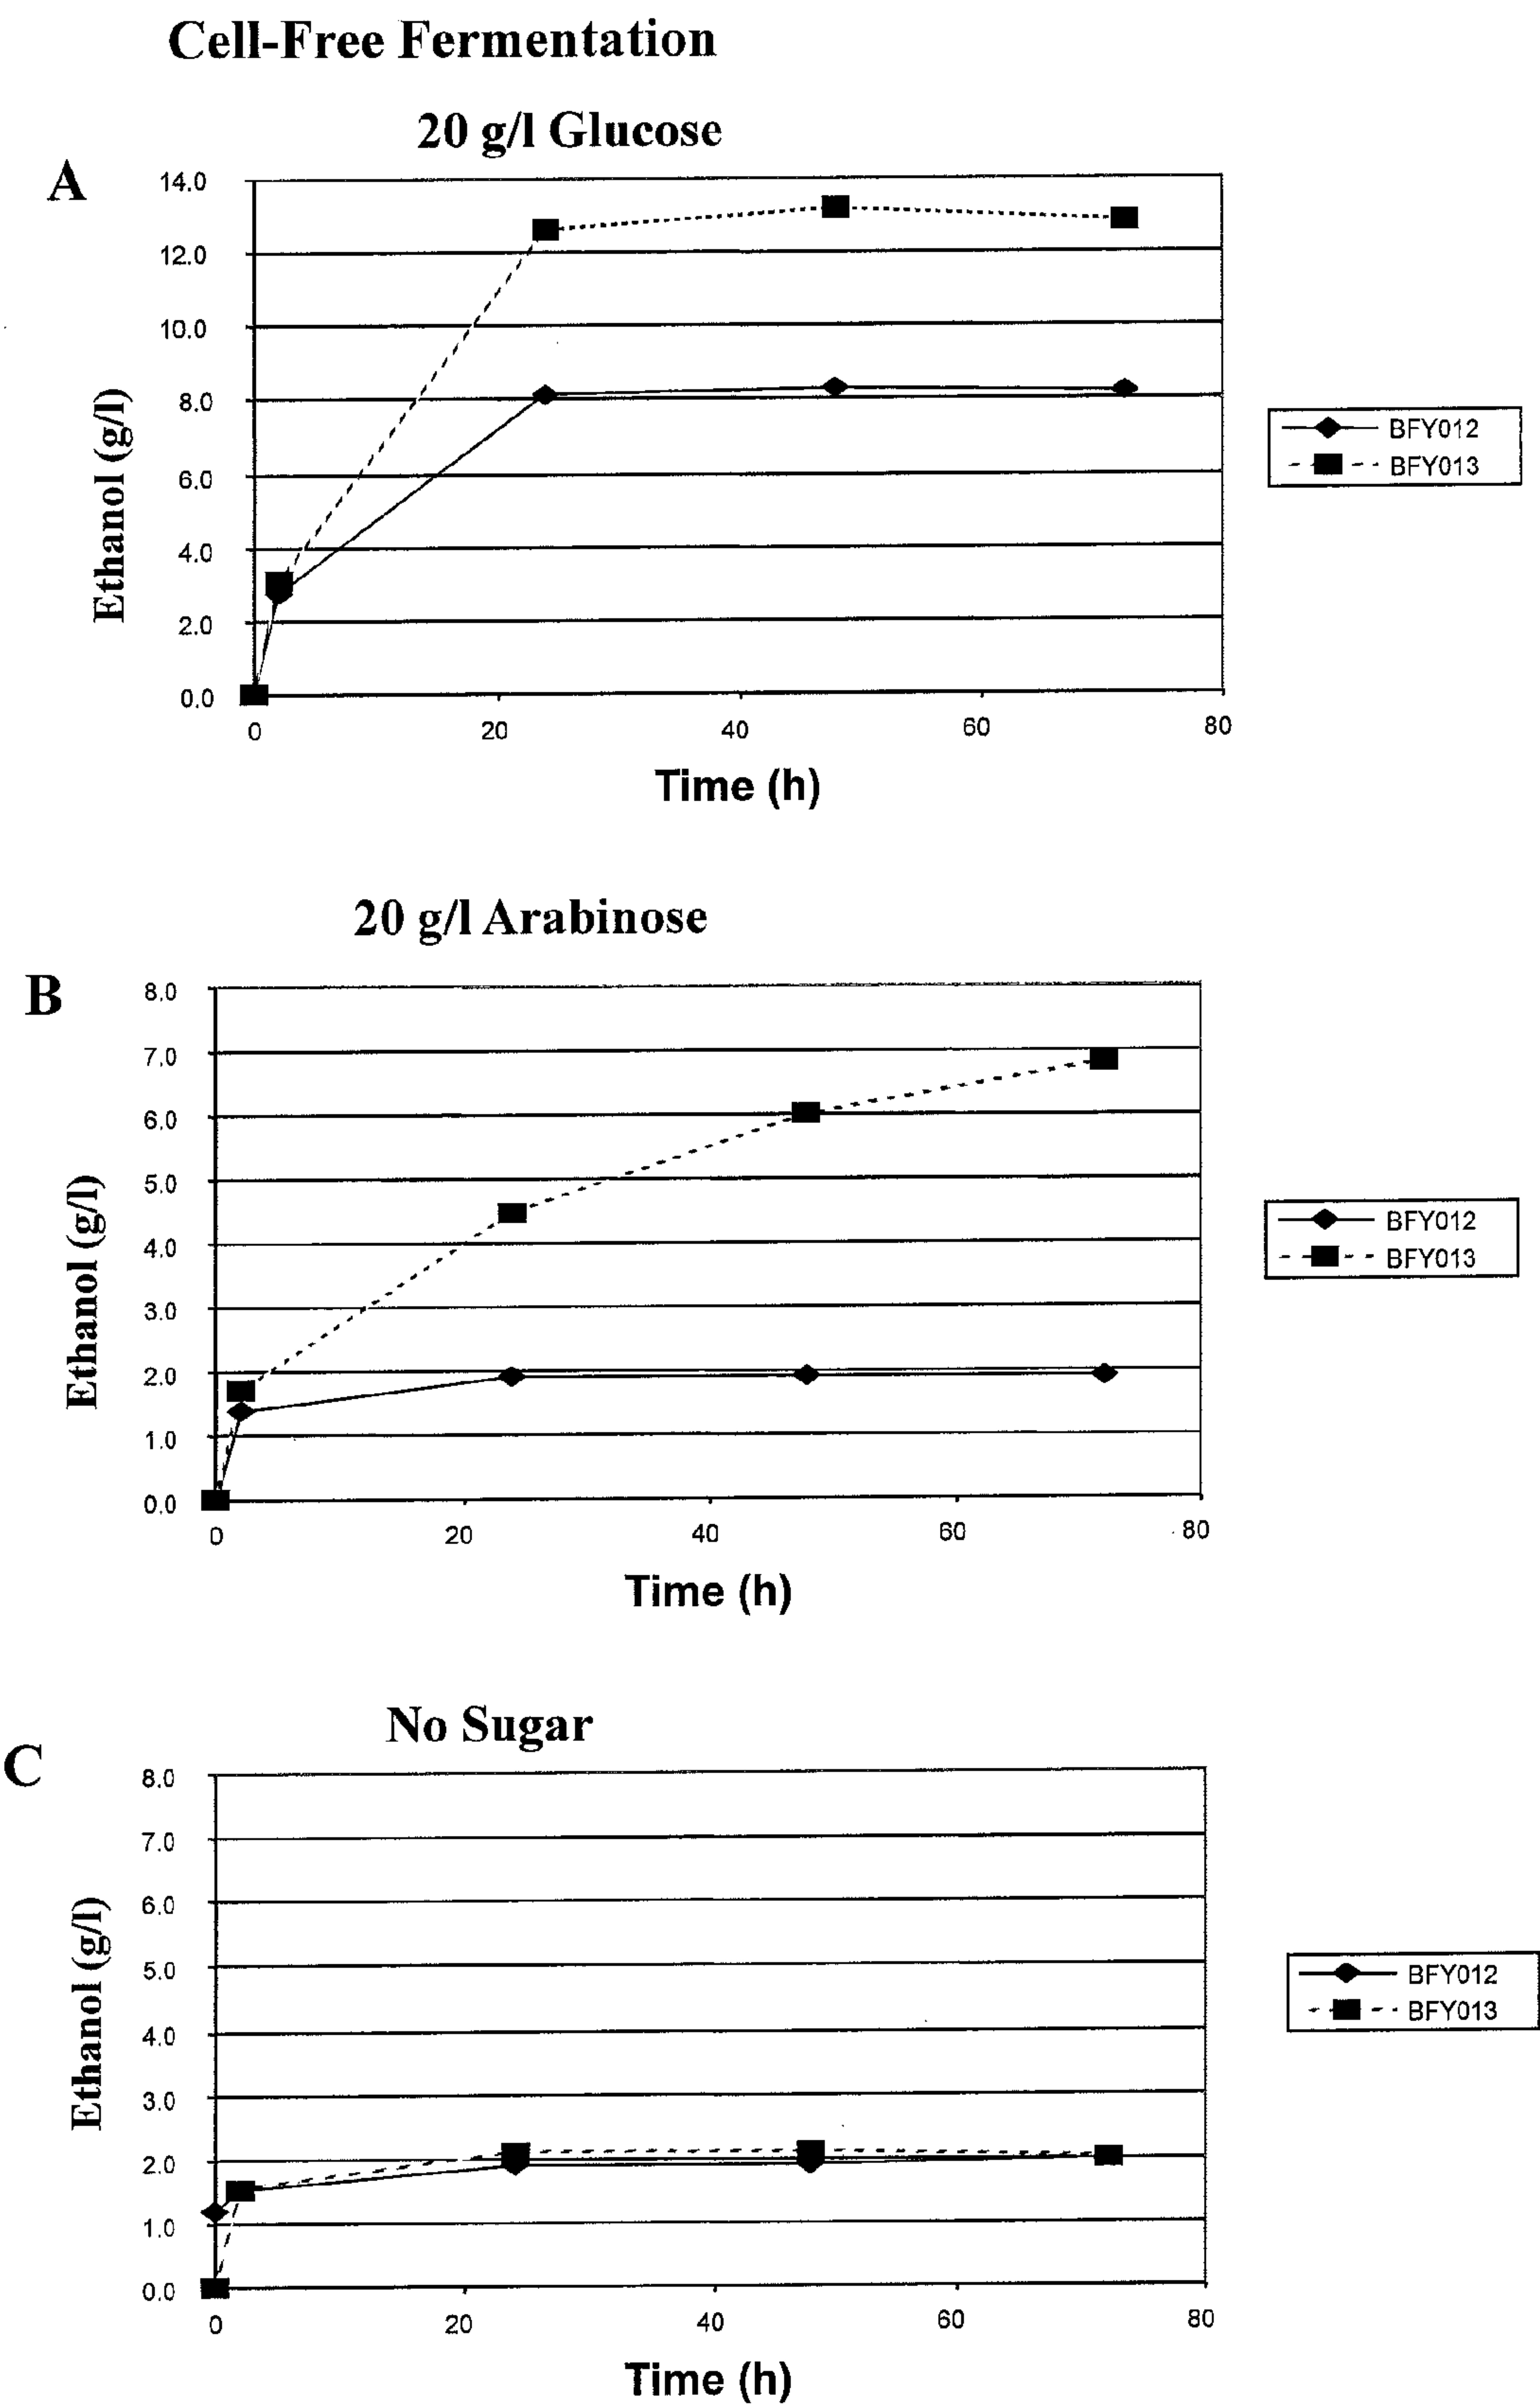 Cell-Free Fermentation
20 g/l Glucose
A
14.0
12.0
10.0
8.0
6.0
4.0
2.0
0.0
Ethanol (g/l)
0 20 40 60 80
Time (h)
BFY012
BFY013
20 g/l Arabinose
B
8.0
7.0
6.0
5.0
4.0
3.0
2.0
1.0
0.0
Ethanol (g/l)
0 20 40 60 80
Time (h)
BFY012
BFY013
No Sugar
C
8.0
7.0
6.0
5.0
4.0
3.0
2.0
1.0
0.0
Ethanol (g/l)
0 20 40 60 80
Time (h)
BFY012
BFY013